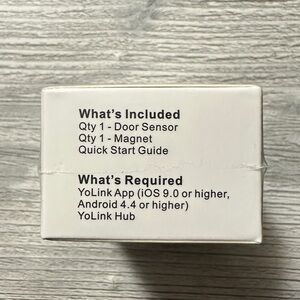 What's Included
Qty 1 - Door Sensor
Qty 1 - Magnet
Quick Start Guide
What's Required
YoLink App (iOS 9.0 or higher,
Android 4.4 or higher)
YoLink Hub